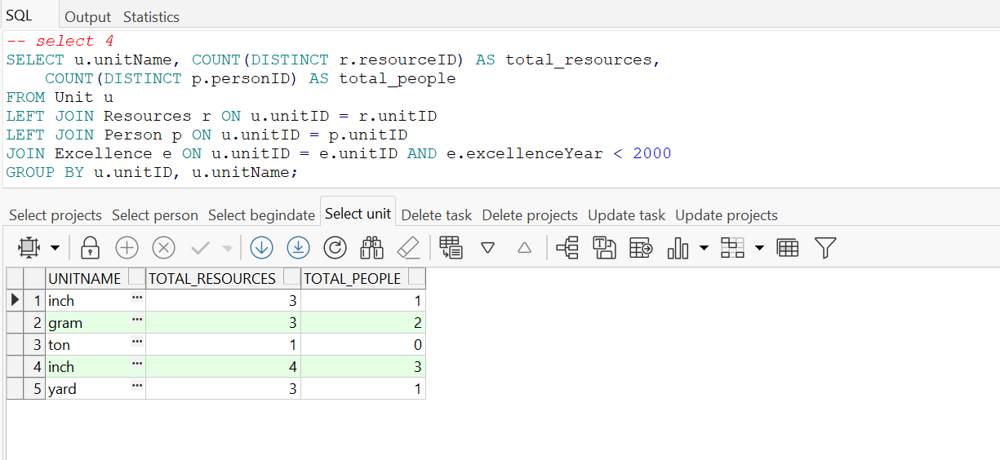 SQL Output Statistics
-- select 4
SELECT u.unitName, COUNT(DISTINCT r.resourceID) AS total_resources,
    COUNT(DISTINCT p.personID) AS total_people
FROM Unit u
LEFT JOIN Resources r ON u.unitID = r.unitID
LEFT JOIN Person p ON u.unitID = p.unitID
JOIN Excellence e ON u.unitID = e.unitID AND e.excellenceYear < 2000
GROUP BY u.unitID, u.unitName;
Select projects Select person Select begindate Select unit Delete task Delete projects Update task Update projects
UNITNAME TOTAL_RESOURCES TOTAL_PEOPLE
1 inch ... 3 1
2 gram ... 3 2
3 ton ... 1 0
4 inch ... 4 3
5 yard ... 3 1